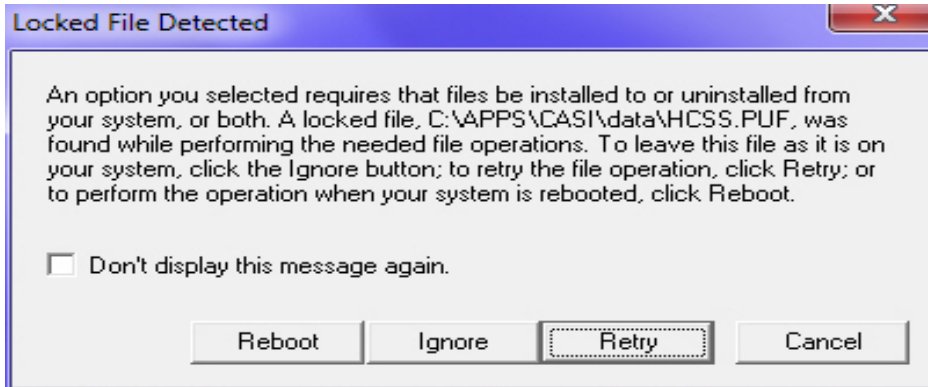 Locked File Detected
An option you selected requires that files be installed to or uninstalled from
your system, or both. A locked file, C:\APPS\CASI\data\HCSS.PUF, was
found while performing the needed file operations. To leave this file as it is on
your system, click the Ignore button; to retry the file operation, click Retry; or
to perform the operation when your system is rebooted, click Reboot.
Don't display this message again.
Reboot Ignore Retry Cancel